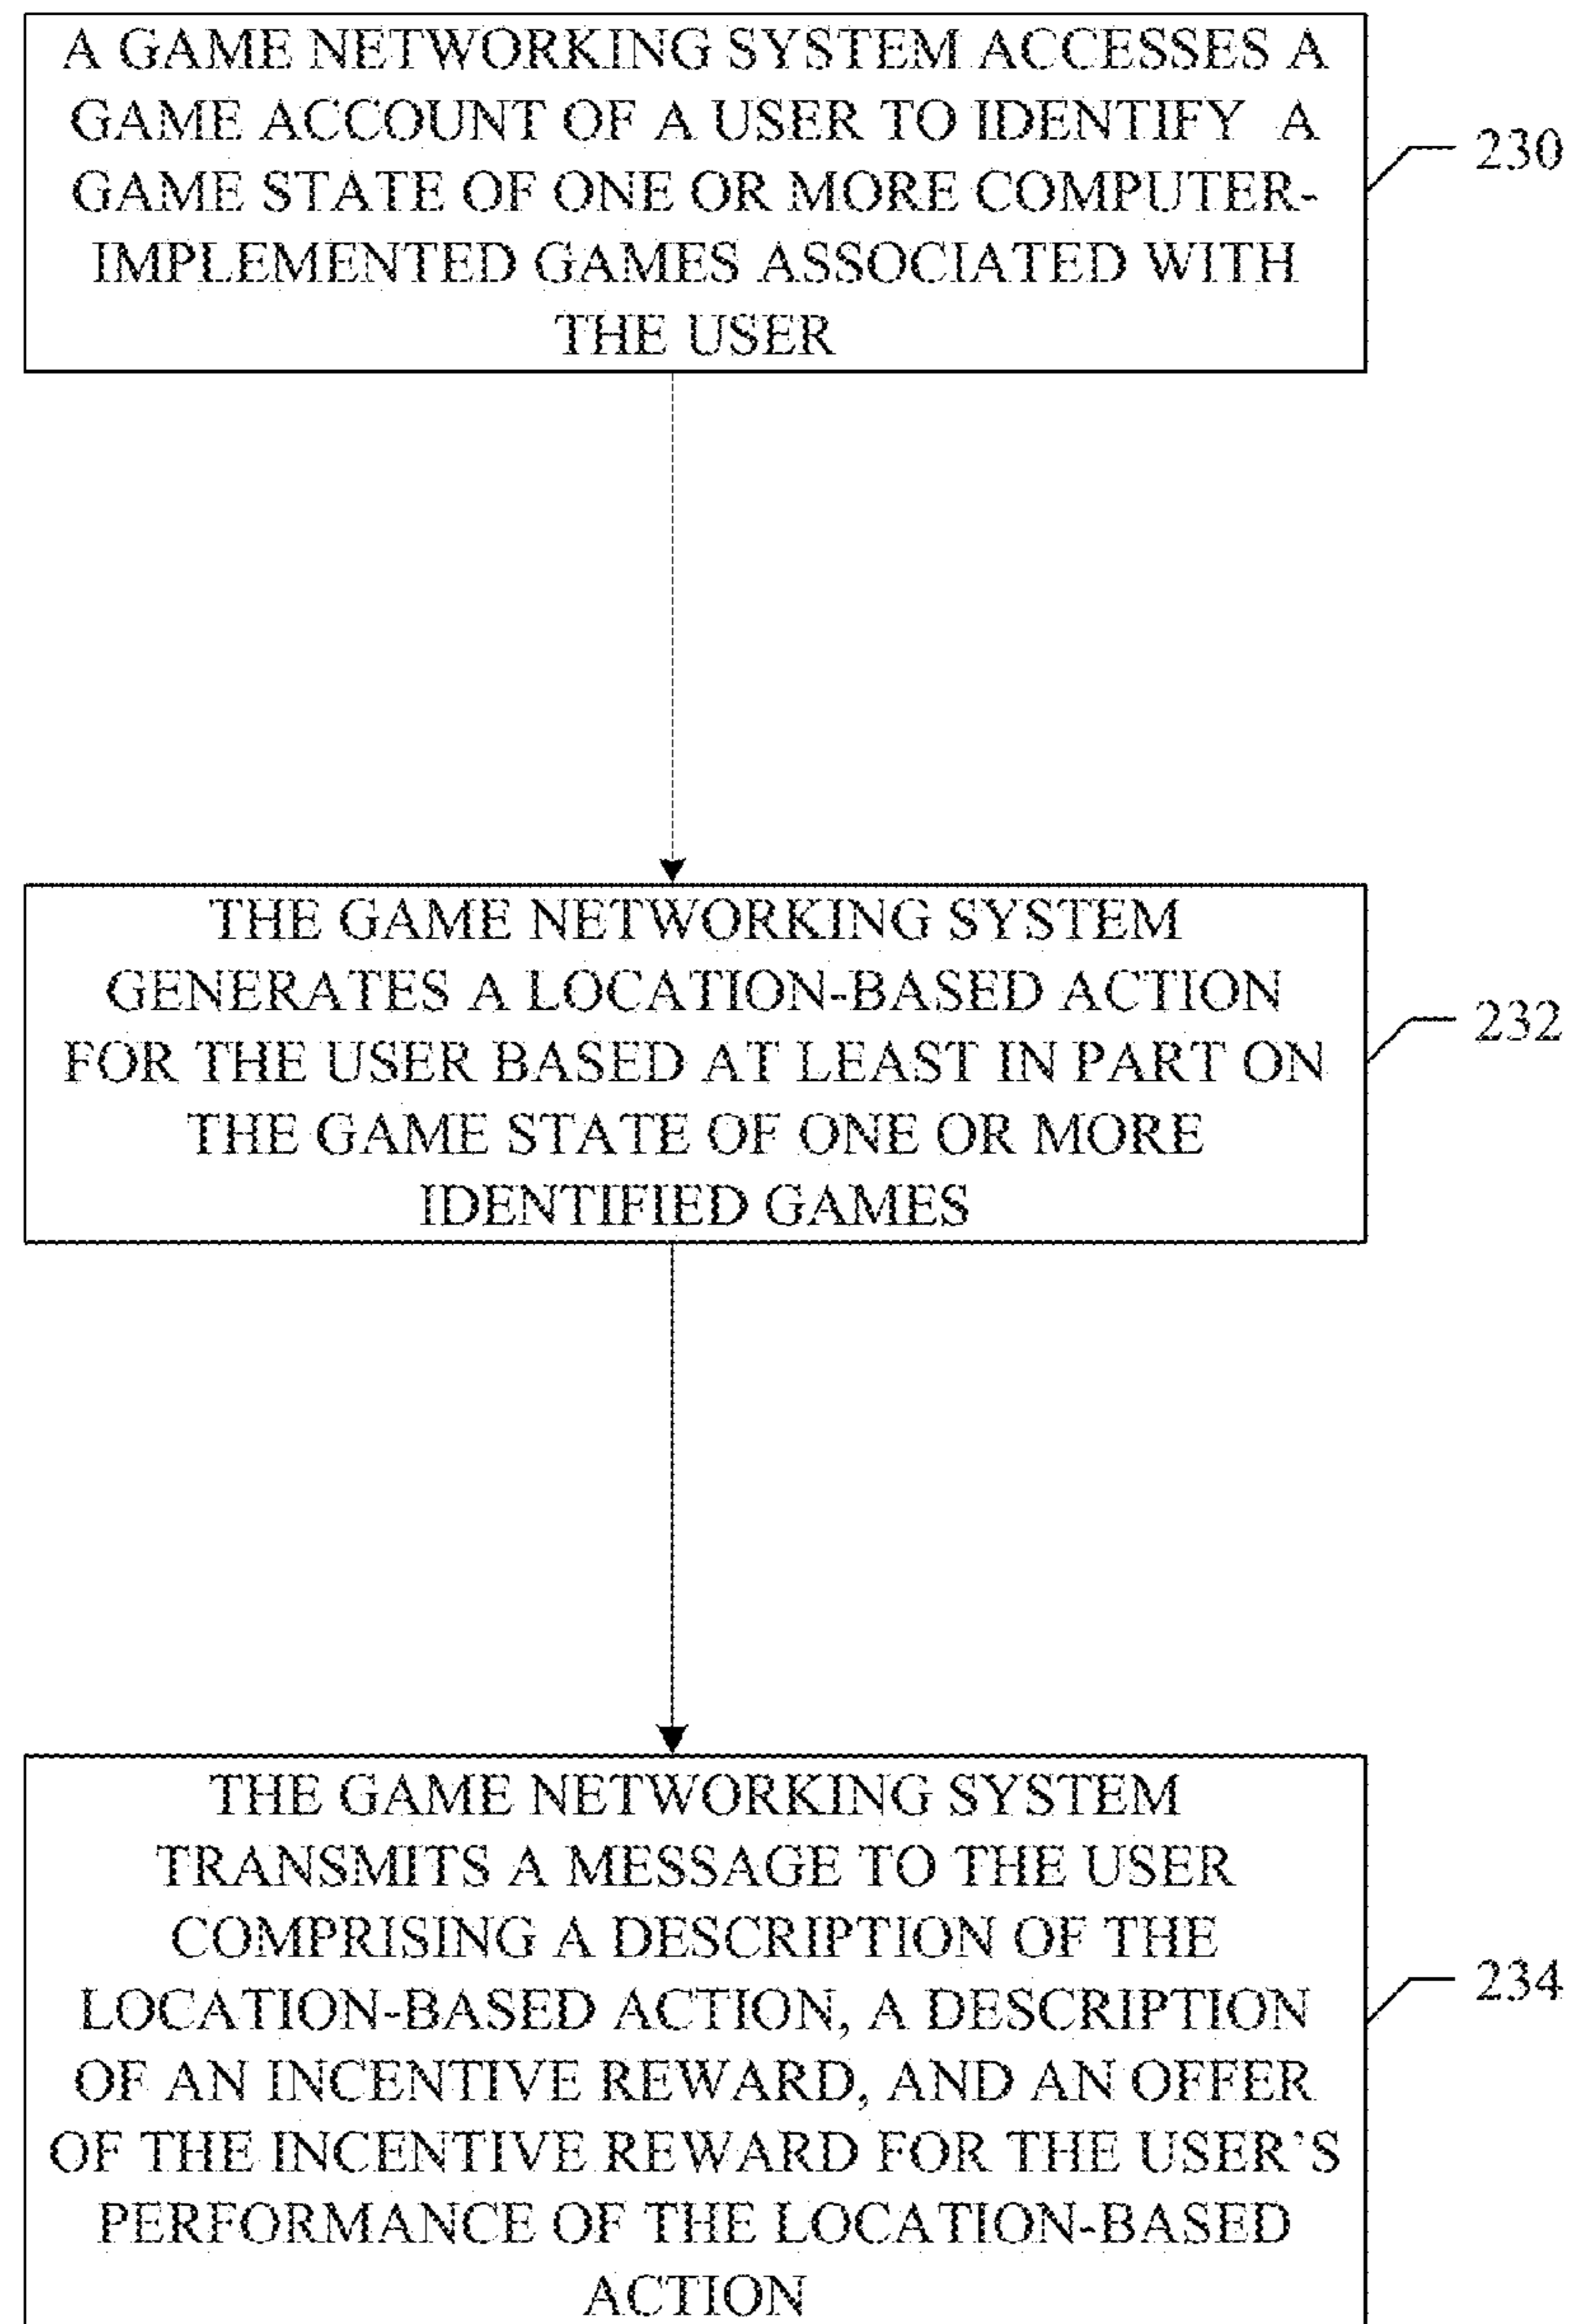 A GAME NETWORKING SYSTEM ACCESSES A
GAME ACCOUNT OF A USER TO IDENTIFY A
GAME STATE OF ONE OR MORE COMPUTER-
IMPLEMENTED GAMES ASSOCIATED WITH
THE USER
230
THE GAME NETWORKING SYSTEM
GENERATES A LOCATION-BASED ACTION
FOR THE USER BASED AT LEAST IN PART ON
THE GAME STATE OF ONE OR MORE
IDENTIFIED GAMES
232
THE GAME NETWORKING SYSTEM
TRANSMITS A MESSAGE TO THE USER
COMPRISING A DESCRIPTION OF THE
LOCATION-BASED ACTION, A DESCRIPTION
OF AN INCENTIVE REWARD, AND AN OFFER
OF THE INCENTIVE REWARD FOR THE USER'S
PERFORMANCE OF THE LOCATION-BASED
ACTION
234